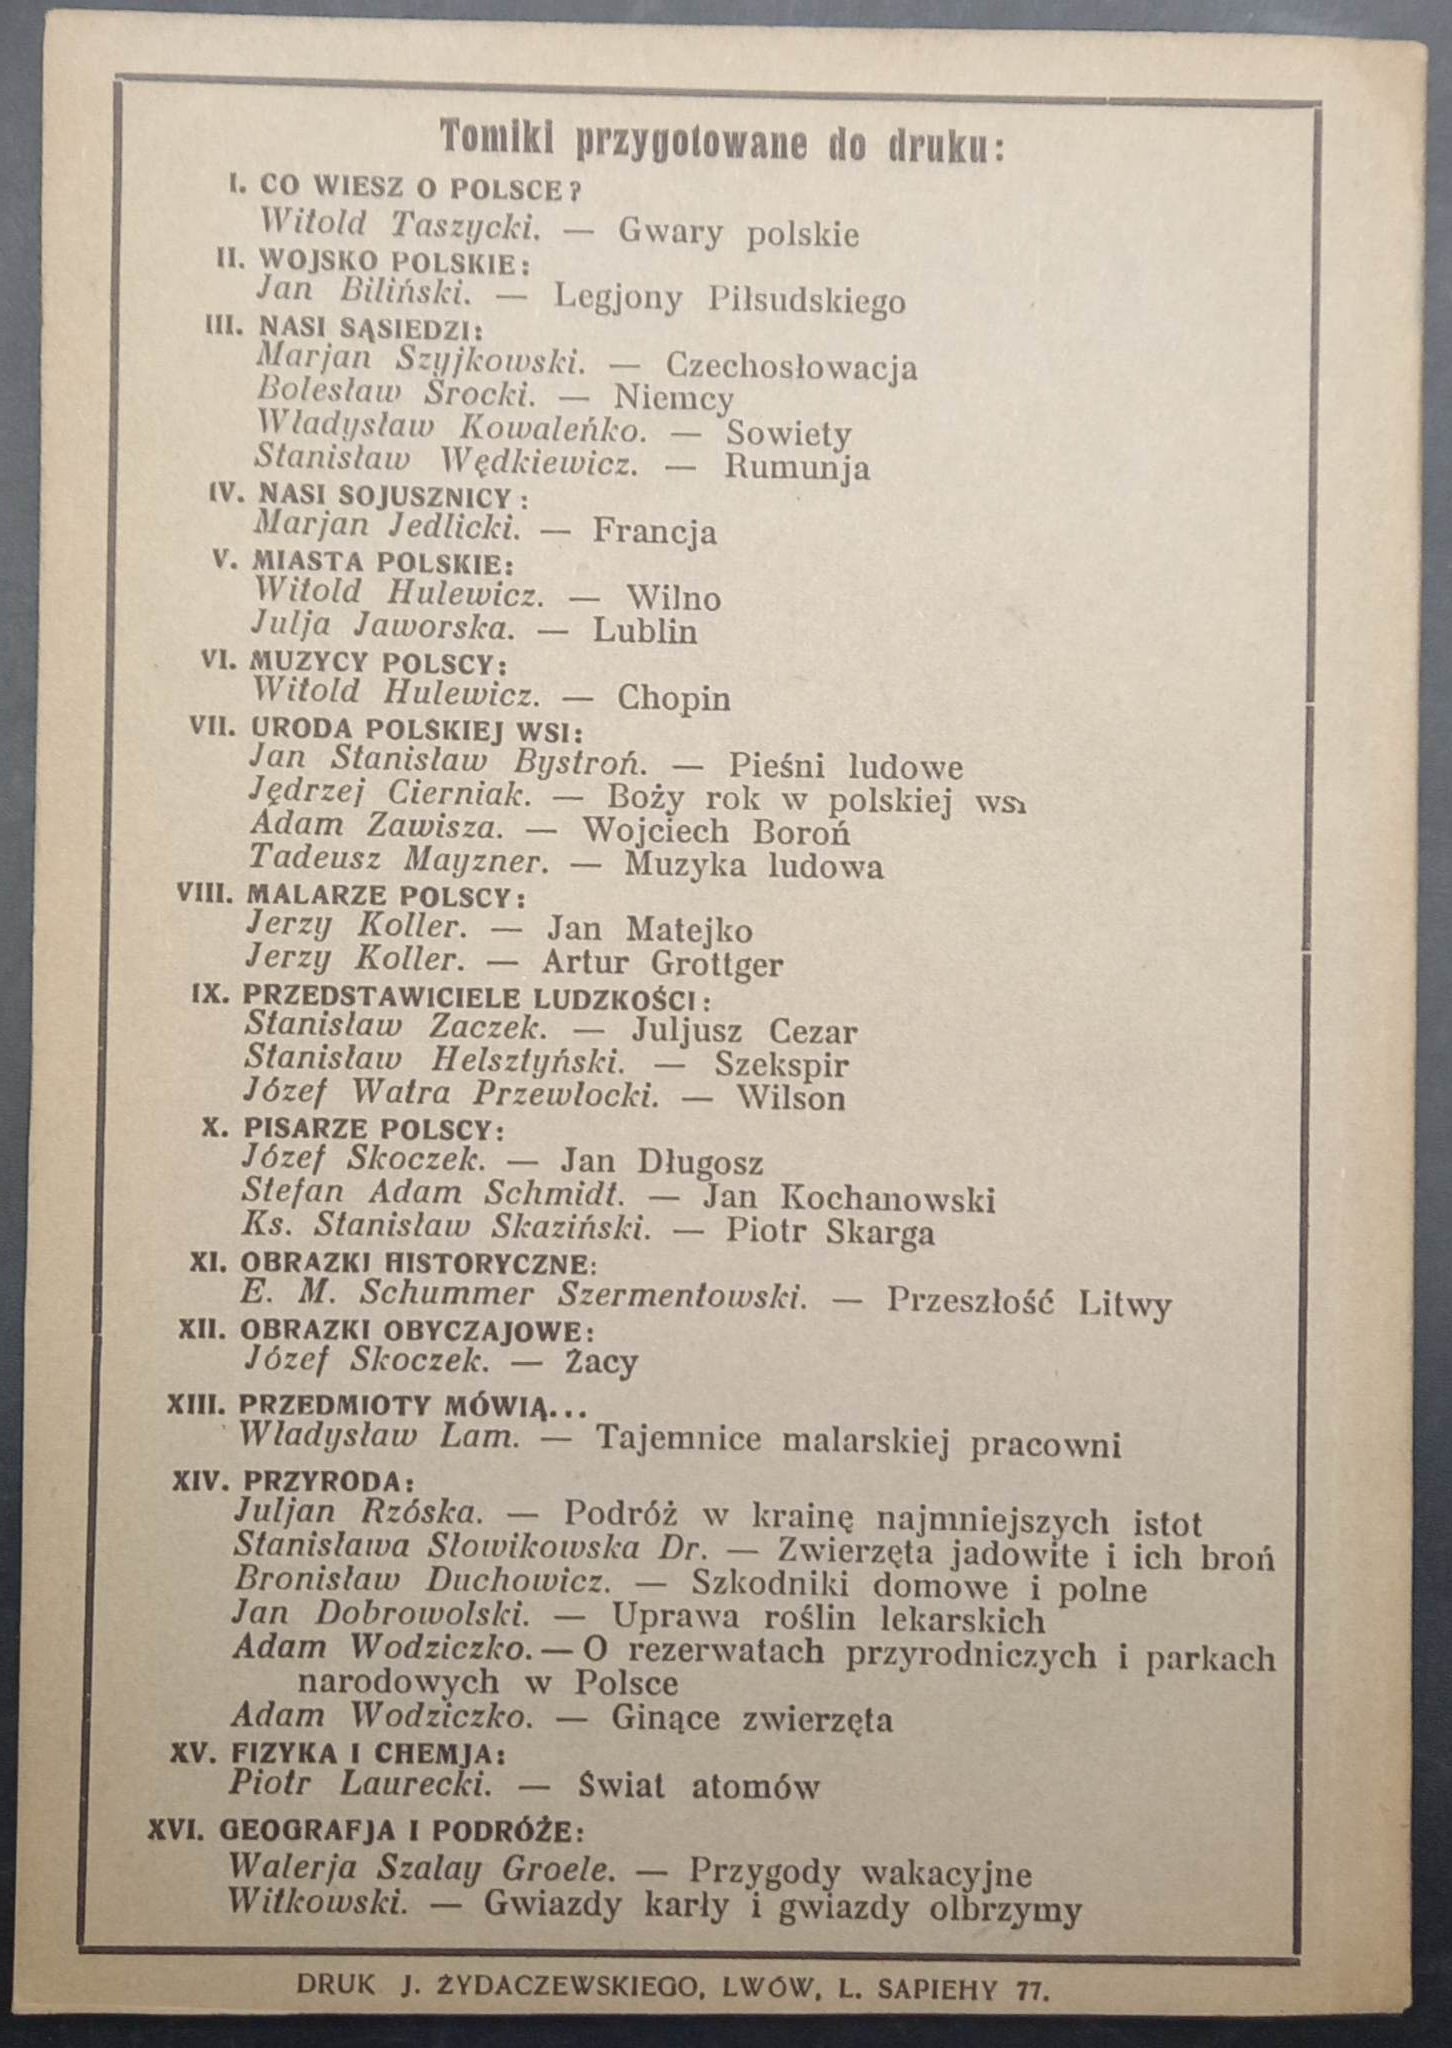 Tomiki przygotowane do druku:
I. CO WIESZ O POLSCE?
Witold Taszycki. — Gwary polskie
II. WOJSKO POLSKIE:
Jan Biliński. — Legjony Piłsudskiego
III. NASI SĄSIEDZI:
Marjan Szyjkowski. — Czechosłowacja
Bolesław Srocki. — Niemcy
Władysław Kowaleńko. — Sowiety
Stanisław Wędkiewicz. — Rumunja
IV. NASI SOJUSZNICY:
Marjan Jedlicki. — Francja
V. MIASTA POLSKIE:
Witold Hulewicz. — Wilno
Julja Jaworska. — Lublin
VI. MUZYCY POLSCY:
Witold Hulewicz. — Chopin
VII. URODA POLSKIEJ WSI:
Jan Stanisław Bystroń. — Pieśni ludowe
Jędrzej Cierniak. — Boży rok w polskiej wsi
Adam Zawisza. — Wojciech Boroń
Tadeusz Mayzner. — Muzyka ludowa
VIII. MALARZE POLSCY:
Jerzy Koller. — Jan Matejko
Jerzy Koller. — Artur Grottger
IX. PRZEDSTAWICIELE LUDZKOŚCI:
Stanisław Zaczek. — Juljusz Cezar
Stanisław Helsztyński. — Szekspir
Józef Watra Przewłocki. — Wilson
X. PISARZE POLSCY:
Józef Skoczek. — Jan Długosz
Stefan Adam Schmidt. — Jan Kochanowski
Ks. Stanisław Skaziński. — Piotr Skarga
XI. OBRAZKI HISTORYCZNE:
E. M. Schummer Szermentowski. — Przeszłość Litwy
XII. OBRAZKI OBYCZAJOWE:
Józef Skoczek. — Żacy
XIII. PRZEDMIOTY MÓWIĄ...
Władysław Lam. — Tajemnice malarskiej pracowni
XIV. PRZYRODA:
Juljan Rzóska. — Podróż w krainę najmniejszych istot
Stanisława Słowikowska Dr. — Zwierzęta jadowite i ich broń
Bronisław Duchowicz. — Szkodniki domowe i polne
Jan Dobrowolski. — Uprawa roślin lekarskich
Adam Wodziczko. — O rezerwatach przyrodniczych i parkach
narodowych w Polsce
Adam Wodziczko. — Ginące zwierzęta
XV. FIZYKA I CHEMJA:
Piotr Laurecki. — Świat atomów
XVI. GEOGRAFJA I PODRÓŻE:
Walerja Szalay Groele. — Przygody wakacyjne
Witkowski. — Gwiazdy karły i gwiazdy olbrzymy
DRUK J. ŻYDACZEWSKIEGO, LWÓW, L. SAPIEHY 77.